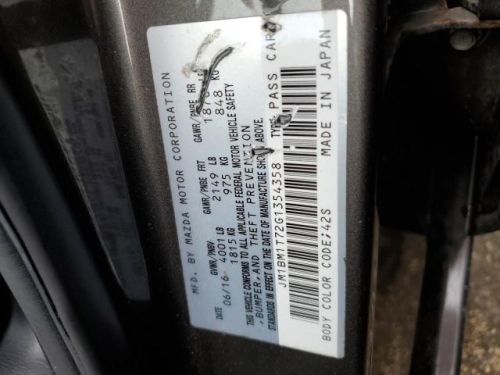 MFD. BY MAZDA MOTOR CORPORATION
GVWR/PNBV GAWR/PNBE FRT GAWR/PNBE RR
DATE 06/16 4001 LB 2149 LB LB
1815 KG 975 KG 848 KG
THIS VEHICLE CONFORMS TO ALL APPLICABLE FEDERAL MOTOR VEHICLE SAFETY
BUMPER, AND THEFT PREVENTION
STANDARDS IN EFFECT ON THE DATE OF MANUFACTURE SHOWN ABOVE.
JM1BM1T72G1354358 TYPE: PASS CAR
BODY COLOR CODE; 42S MADE IN JAPAN